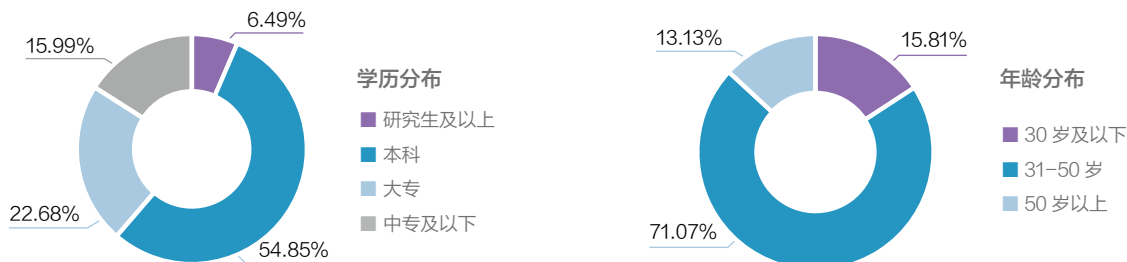 6.49%
15.99%
22.68%
54.85%
学历分布
研究生及以上
本科
大专
中专及以下
13.13%
15.81%
71.07%
年龄分布
30 岁及以下
31-50 岁
50 岁以上